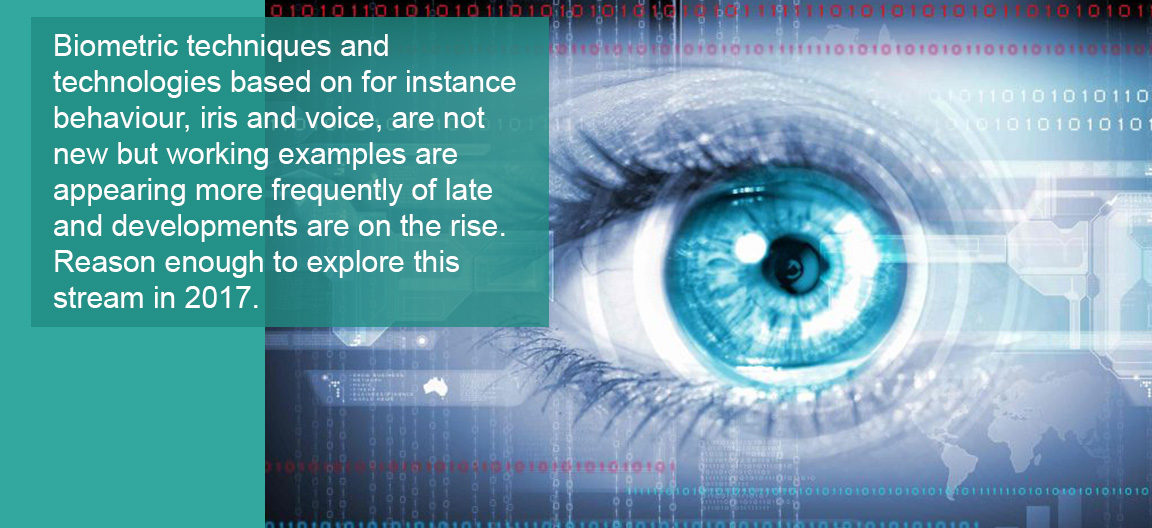 Biometric techniques and
technologies based on for instance
behaviour, iris and voice, are not
new but working examples are
appearing more frequently of late
and developments are on the rise.
Reason enough to explore this
stream in 2017.